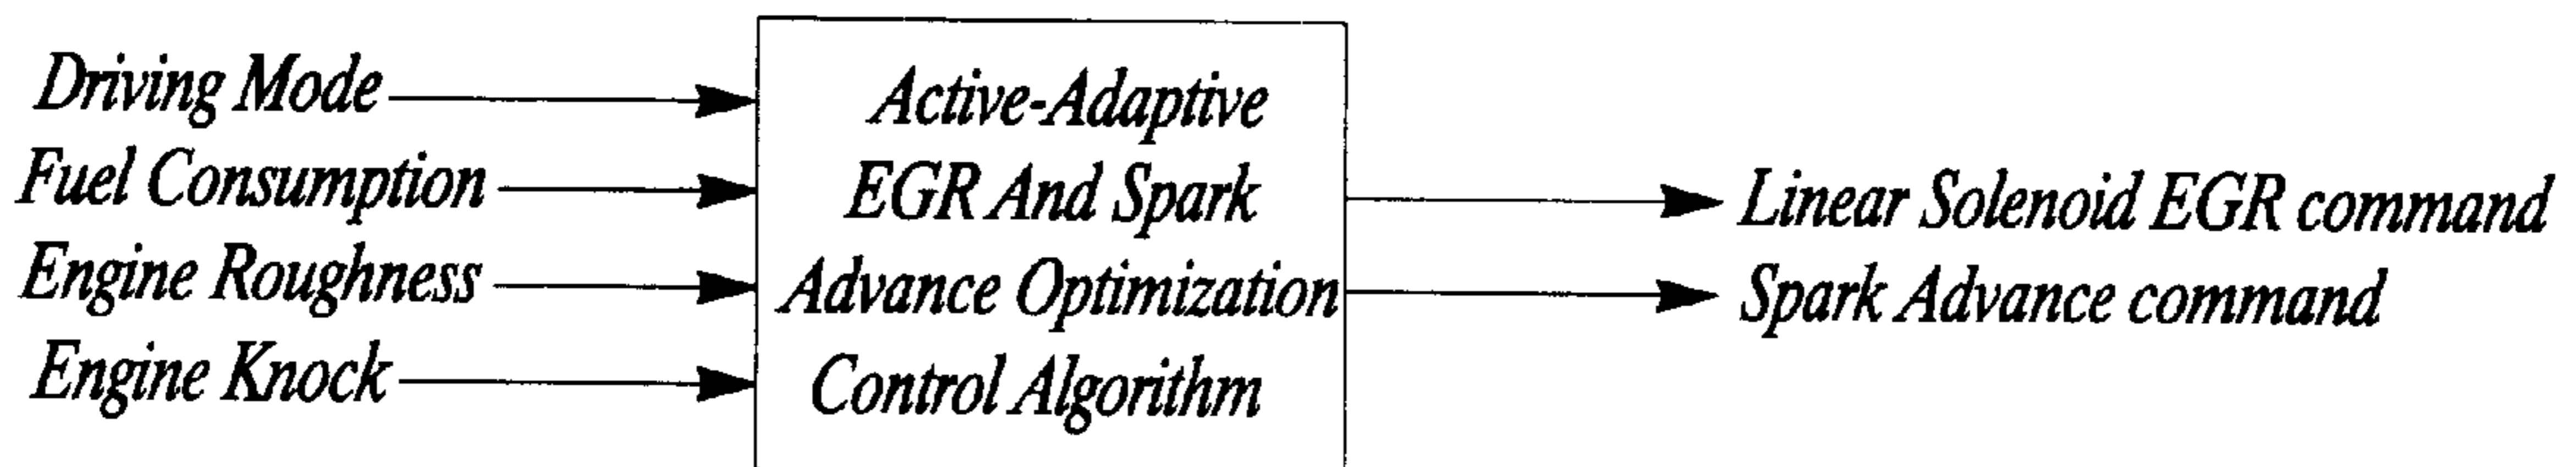 Driving Mode
Fuel Consumption
Engine Roughness
Engine Knock
Active-Adaptive
EGR And Spark
Advance Optimization
Control Algorithm
Linear Solenoid EGR command
Spark Advance command